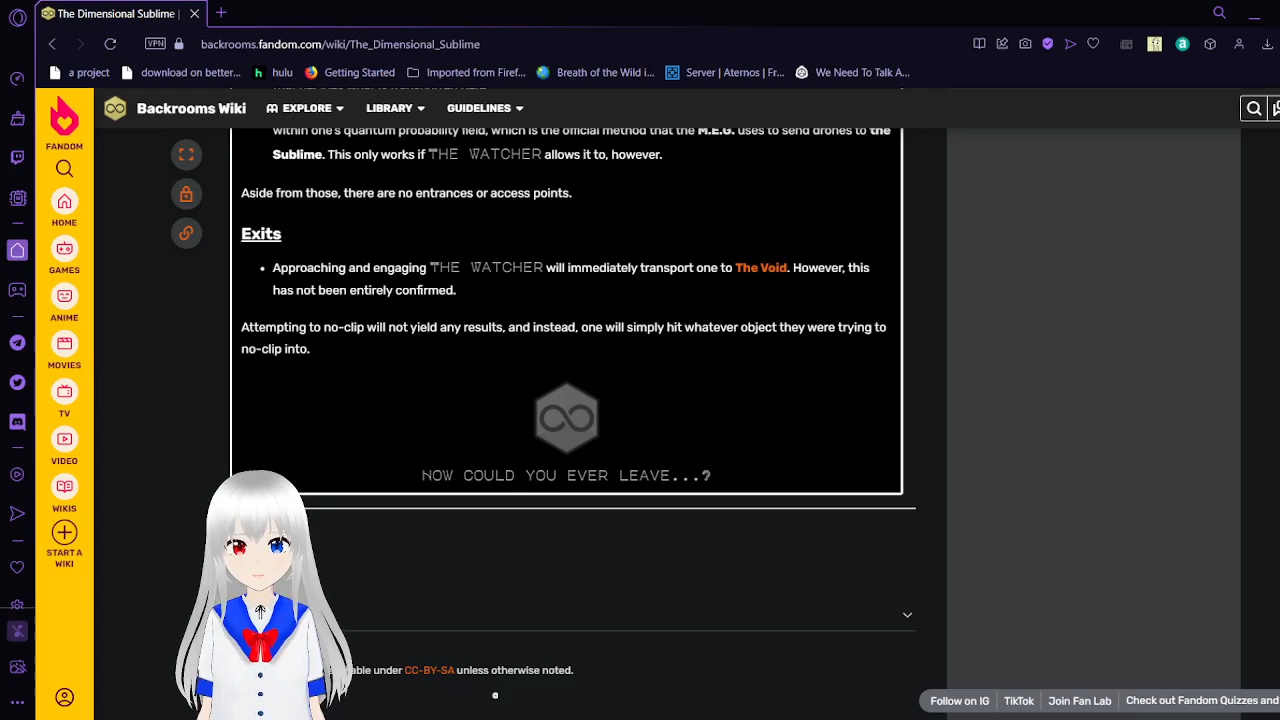 The Dimensional Sublime |
VPN
backrooms.fandom.com/wiki/The_Dimensional_Sublime
a project
download on better...
hulu
Getting Started
Imported from Firef...
Breath of the Wild i...
Server | Aternos | Fr...
We Need To Talk A...
FANDOM
Backrooms Wiki
EXPLORE
LIBRARY
GUIDELINES
HOME
GAMES
ANIME
MOVIES
TV
VIDEO
WIKIS
START A
WIKI
within one's quantum probability field, which is the official method that the M.E.G. uses to send drones to the
Sublime. This only works if THE WATCHER allows it to, however.
Aside from those, there are no entrances or access points.
Exits
• Approaching and engaging THE WATCHER will immediately transport one to The Void. However, this
has not been entirely confirmed.
Attempting to no-clip will not yield any results, and instead, one will simply hit whatever object they were trying to
no-clip into.
HOW COULD YOU EVER LEAVE...?
under CC-BY-SA unless otherwise noted.
Follow on IG
TikTok
Join Fan Lab
Check out Fandom Quizzes and